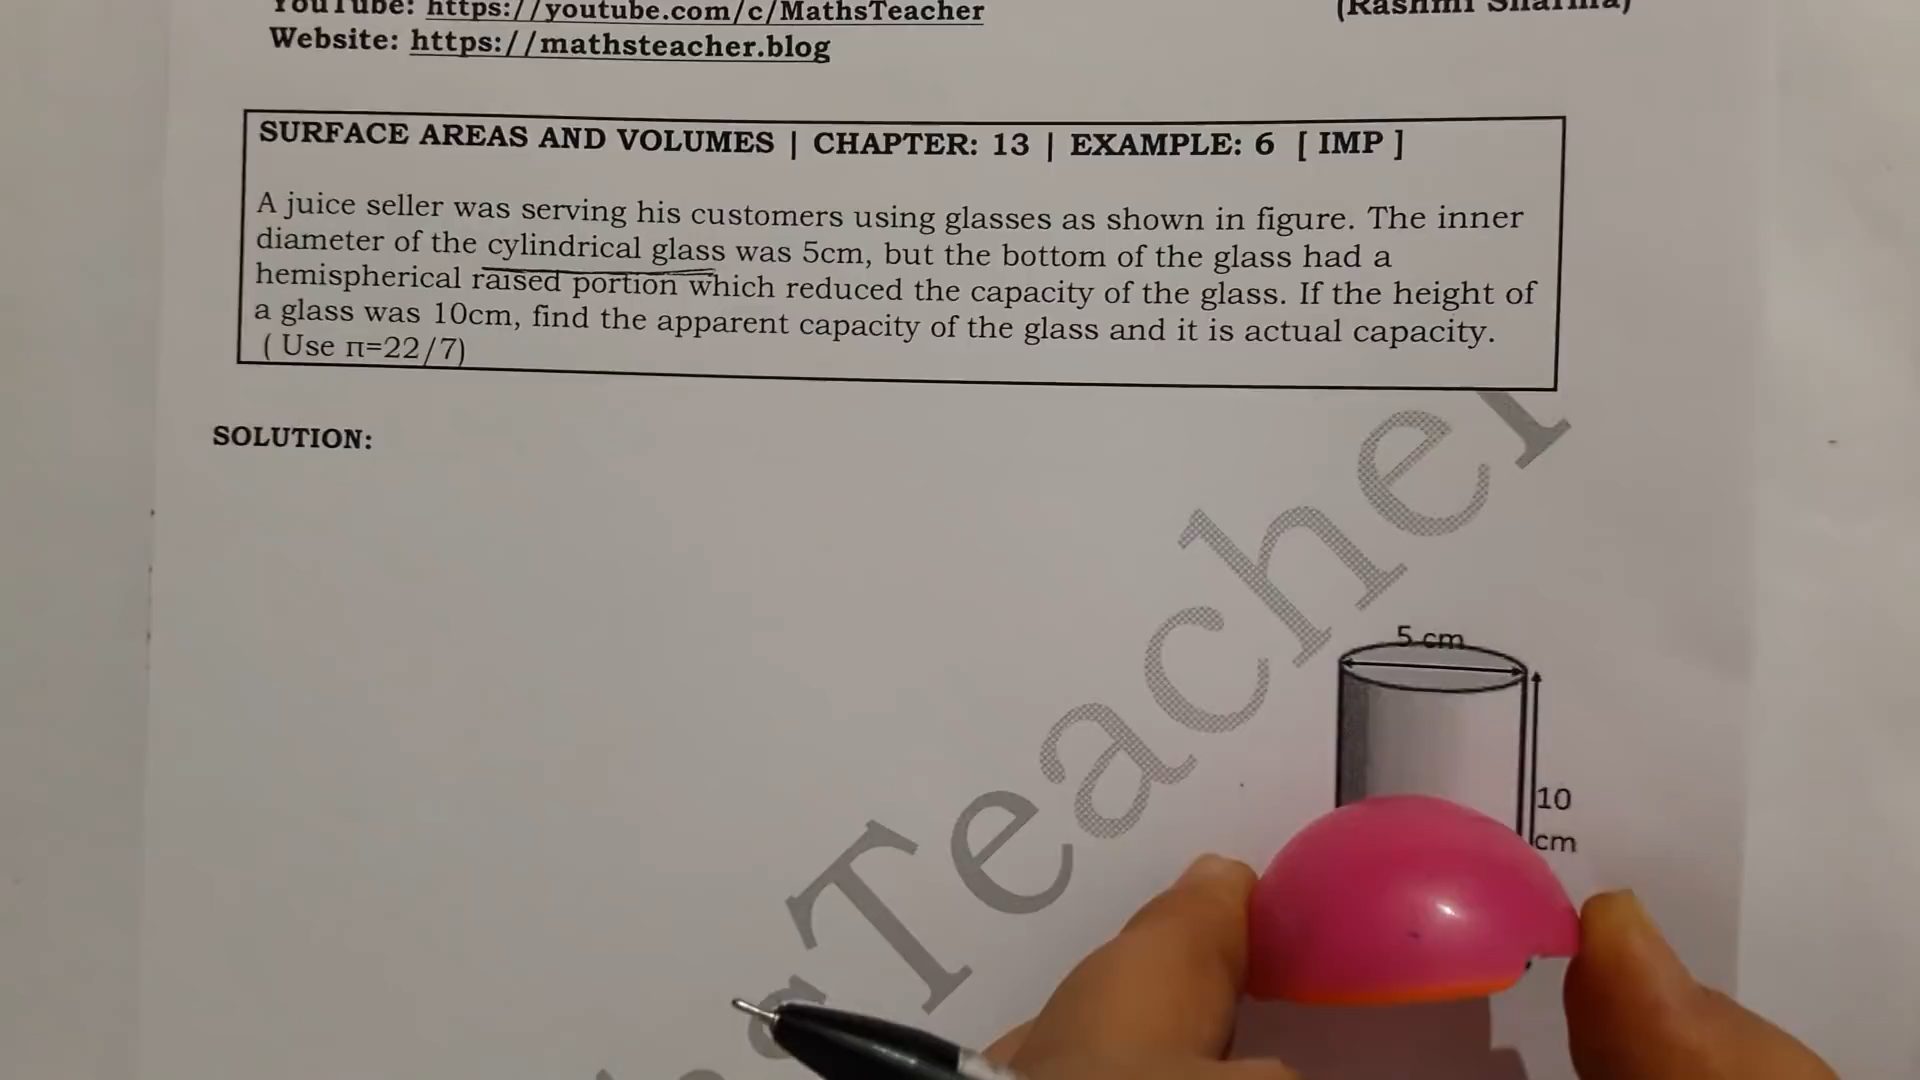 YouTube: https://youtube.com/c/MathsTeacher
(Rashmi Sharma)
Website: https://mathsteacher.blog
SURFACE AREAS AND VOLUMES | CHAPTER: 13 | EXAMPLE: 6 [ IMP ]
A juice seller was serving his customers using glasses as shown in figure. The inner
diameter of the cylindrical glass was 5cm, but the bottom of the glass had a
hemispherical raised portion which reduced the capacity of the glass. If the height of
a glass was 10cm, find the apparent capacity of the glass and it is actual capacity.
( Use π=22/7)
SOLUTION:
Teacher
5 cm
10
cm